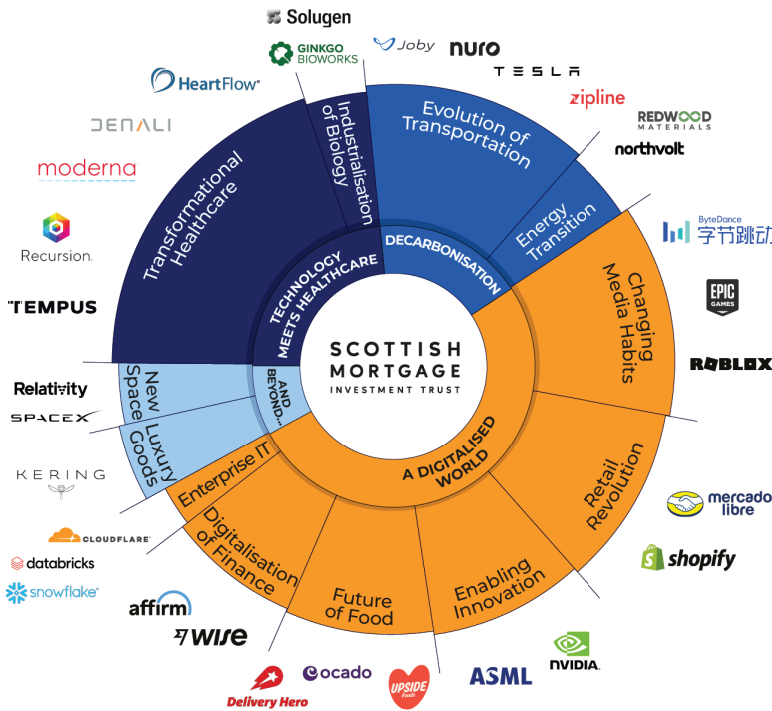 Solugen
GINKGO
BIOWORKS
Joby
nuro
TESLA
zipline
REDWOOD
MATERIALS
northvolt
HeartFlow®
DENALI
moderna
Recursion.
TEMPUS
Relativity
SPACEX
KERING
CLOUDFLARE®
databricks
snowflake®
affirm
WISE
Delivery Hero
ocado
UPSIDE
Foods
ASML
NVIDIA.
shopify
mercado
libre
ROBLOX
EPIC
GAMES
ByteDance
字节跳动
Transformational
Healthcare
Industrialisation
of Biology
Evolution of
Transportation
Energy
Transition
Changing
Media Habits
Retail
Revolution
Enabling
Innovation
Future
of Food
Digitalisation
of Finance
Enterprise IT
Luxury
Goods
New
Space
TECHNOLOGY
MEETS HEALTHCARE
DECARBONISATION
A DIGITALISED
WORLD
AND
BEYOND...
SCOTTISH
MORTGAGE
INVESTMENT TRUST